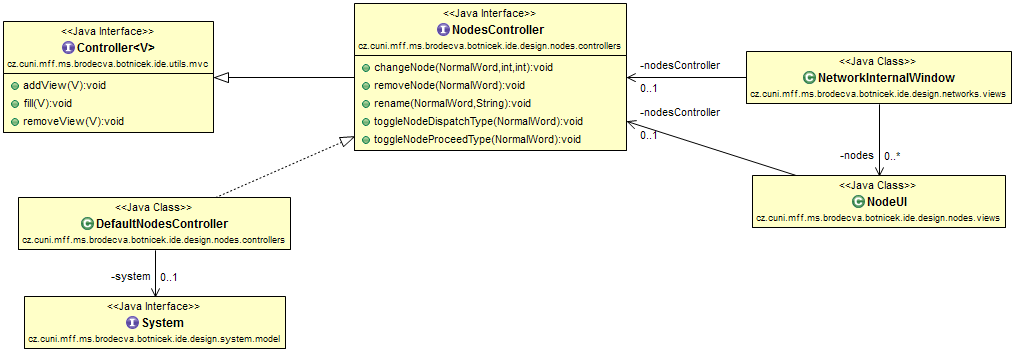 <<Java Interface>>
I Controller<V>
cz.cuni.mff.ms.brodecva.botnicek.ide.utils.mvc
addView(V):void
fill(V):void
removeView(V):void
<<Java Interface>>
I NodesController
cz.cuni.mff.ms.brodecva.botnicek.ide.design.nodes.controllers
changeNode(NormalWord,int,int):void
removeNode(NormalWord):void
rename(NormalWord,String):void
toggleNodeDispatchType(NormalWord):void
toggleNodeProceedType(NormalWord):void
-nodesController
0..1
-nodesController
0..1
<<Java Class>>
C NetworkInternalWindow
cz.cuni.mff.ms.brodecva.botnicek.ide.design.networks.views
-nodes 0..*
<<Java Class>>
C NodeUI
cz.cuni.mff.ms.brodecva.botnicek.ide.design.nodes.views
<<Java Class>>
C DefaultNodesController
cz.cuni.mff.ms.brodecva.botnicek.ide.design.nodes.controllers
-system 0..1
<<Java Interface>>
I System
cz.cuni.mff.ms.brodecva.botnicek.ide.design.system.model